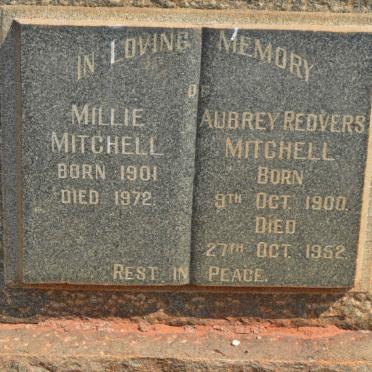 IN LOVING MEMORY
OF
MILLIE
MITCHELL
BORN 1901
DIED 1972.
AUBREY REDVERS
MITCHELL
BORN
9TH OCT. 1900.
DIED
27TH OCT. 1952.
REST IN PEACE.